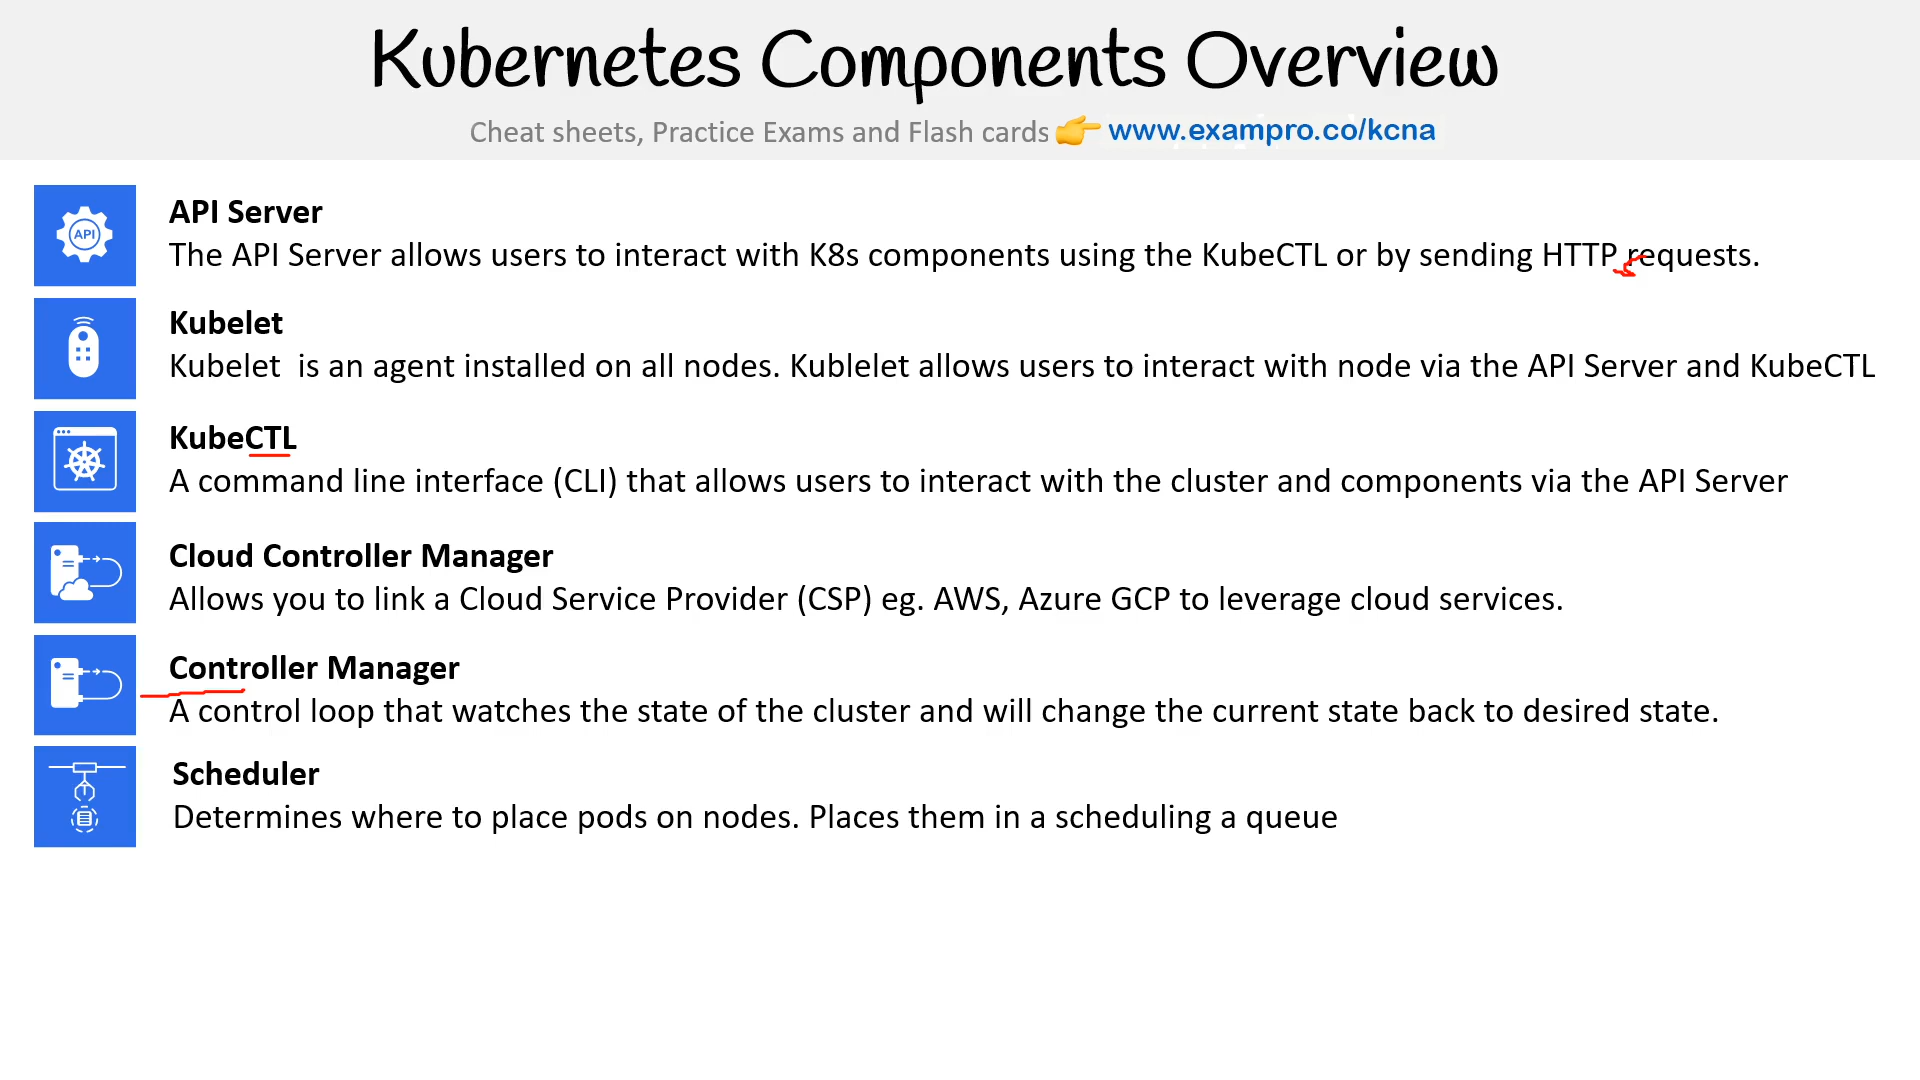 Kubernetes Components Overview
Cheat sheets, Practice Exams and Flash cards 👉 www.exampro.co/kcna
API
API Server
The API Server allows users to interact with K8s components using the KubeCTL or by sending HTTP requests.
Kubelet
Kubelet  is an agent installed on all nodes. Kublelet allows users to interact with node via the API Server and KubeCTL
KubeCTL
A command line interface (CLI) that allows users to interact with the cluster and components via the API Server
Cloud Controller Manager
Allows you to link a Cloud Service Provider (CSP) eg. AWS, Azure GCP to leverage cloud services.
Controller Manager
A control loop that watches the state of the cluster and will change the current state back to desired state.
Scheduler
Determines where to place pods on nodes. Places them in a scheduling a queue